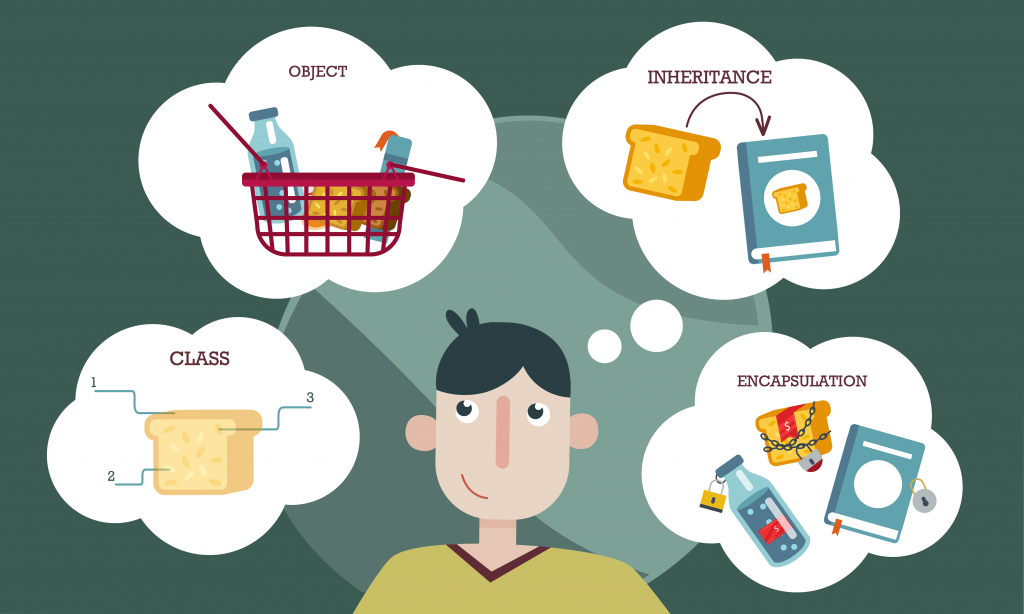 OBJECT
INHERITANCE
CLASS
1
3
2
ENCAPSULATION
$
$